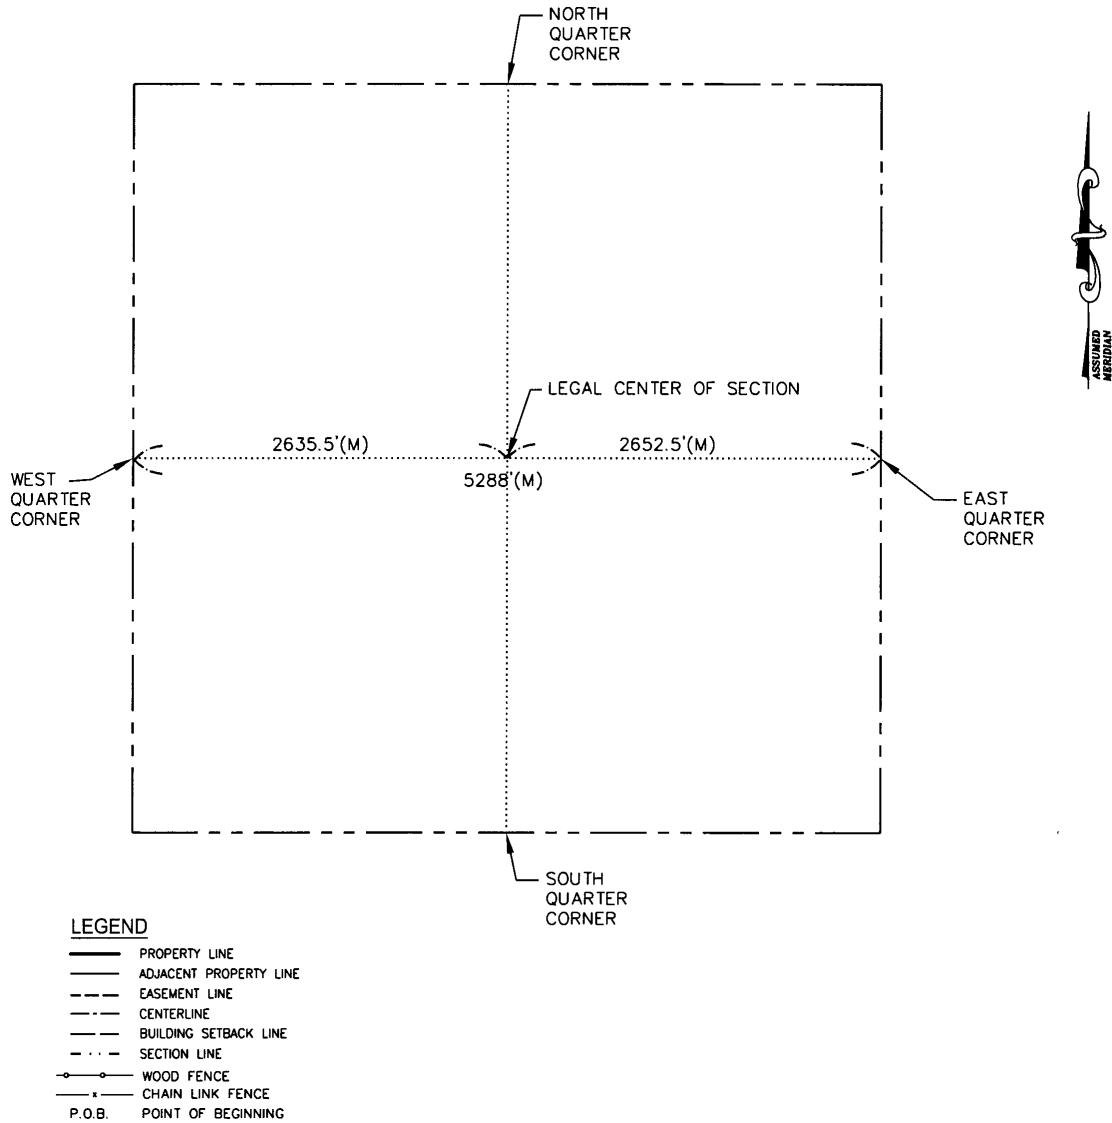 NORTH
QUARTER
CORNER
ASSUMED
MERIDIAN
LEGAL CENTER OF SECTION
2635.5'(M)
2652.5'(M)
5288'(M)
WEST
QUARTER
CORNER
EAST
QUARTER
CORNER
SOUTH
QUARTER
CORNER
LEGEND
PROPERTY LINE
ADJACENT PROPERTY LINE
EASEMENT LINE
CENTERLINE
BUILDING SETBACK LINE
SECTION LINE
WOOD FENCE
x CHAIN LINK FENCE
P.O.B. POINT OF BEGINNING